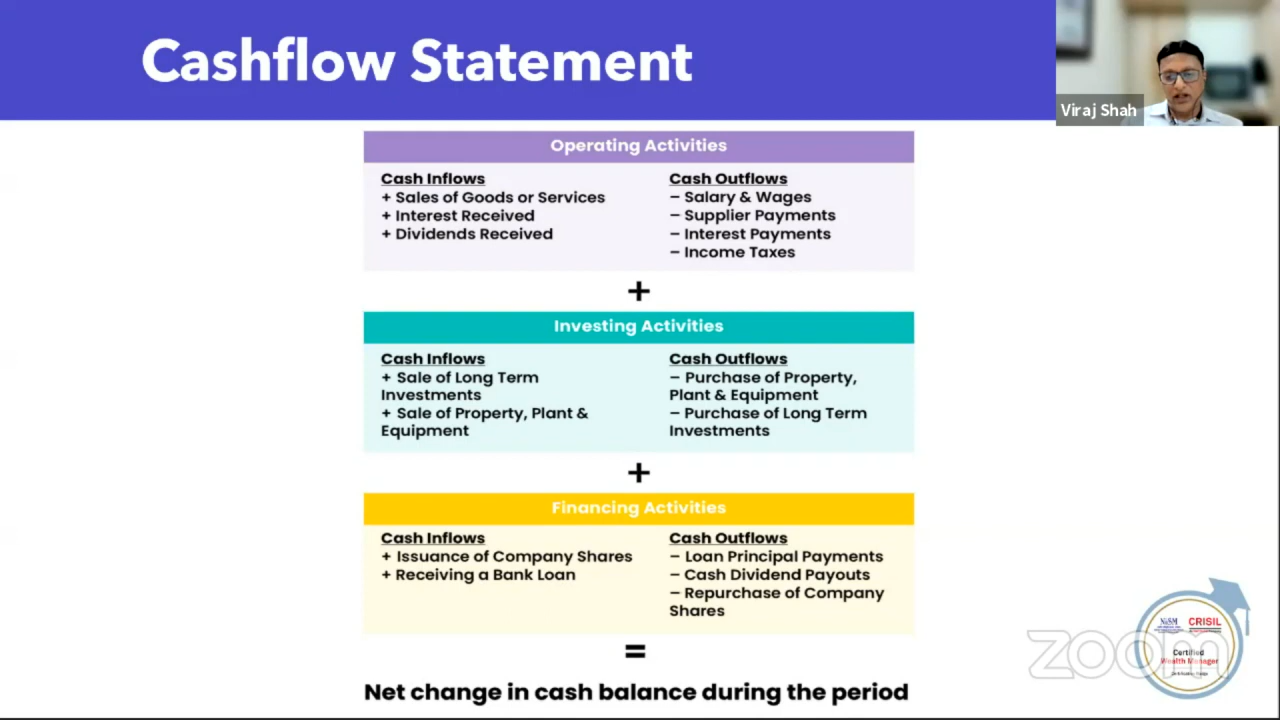 Cashflow Statement
Viraj Shah
Operating Activities
Cash Inflows
+ Sales of Goods or Services
+ Interest Received
+ Dividends Received
Cash Outflows
– Salary & Wages
– Supplier Payments
– Interest Payments
– Income Taxes
+
Investing Activities
Cash Inflows
+ Sale of Long Term
Investments
+ Sale of Property, Plant &
Equipment
Cash Outflows
– Purchase of Property,
Plant & Equipment
– Purchase of Long Term
Investments
+
Financing Activities
Cash Inflows
+ Issuance of Company Shares
+ Receiving a Bank Loan
Cash Outflows
– Loan Principal Payments
– Cash Dividend Payouts
– Repurchase of Company
Shares
=
Net change in cash balance during the period
NISM
CRISIL
Certified
Wealth Manager
zoom